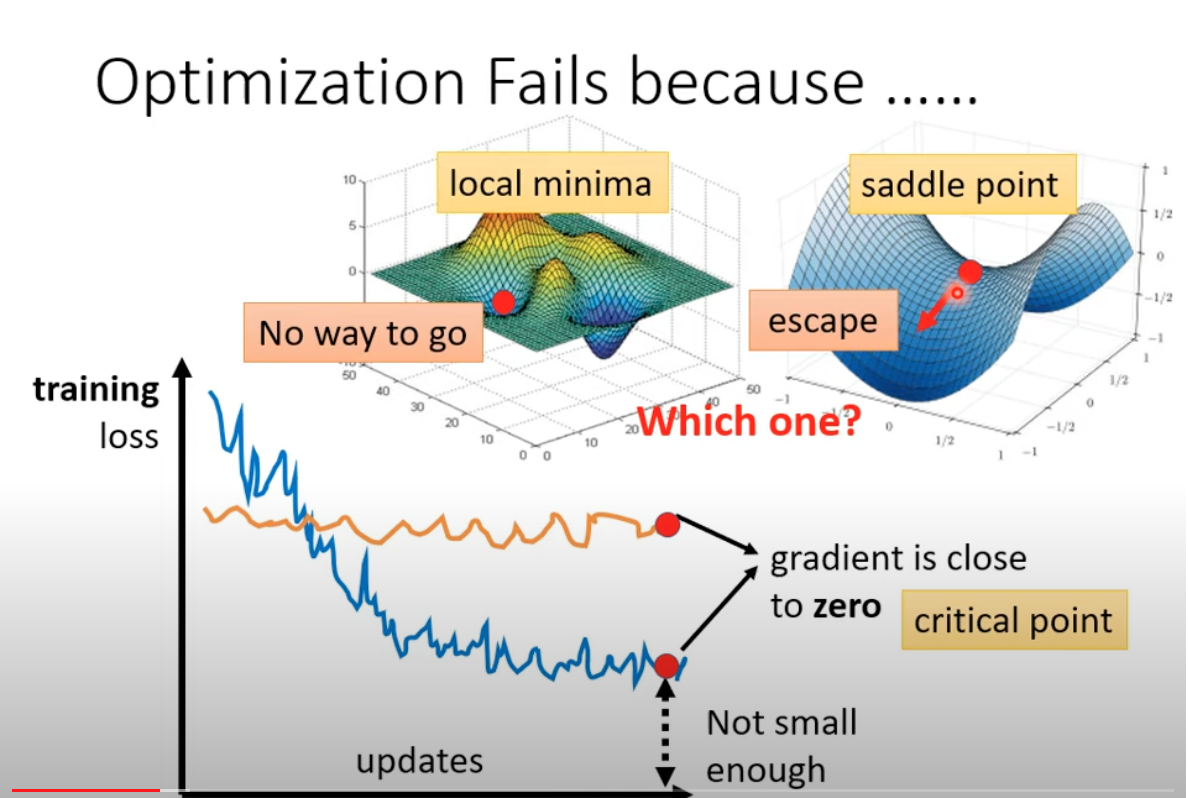 Optimization Fails because ......
local minima
saddle point
No way to go
escape
10
5
0
50
40
30
20
10
0
0
10
20
40
50
1
1/2
0
-1/2
-1
-1
-1/2
0
1/2
1
-1
-1/2
0
1/2
1
Which one?
training
loss
gradient is close
to zero
critical point
Not small
enough
updates